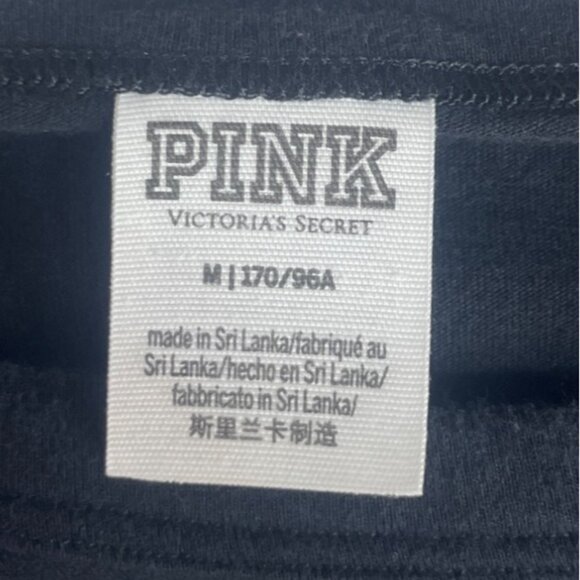 PINK
VICTORIA'S SECRET
M | 170/96A
made in Sri Lanka/fabriqué au
Sri Lanka/hecho en Sri Lanka/
fabbricato in Sri Lanka/
斯里兰卡制造